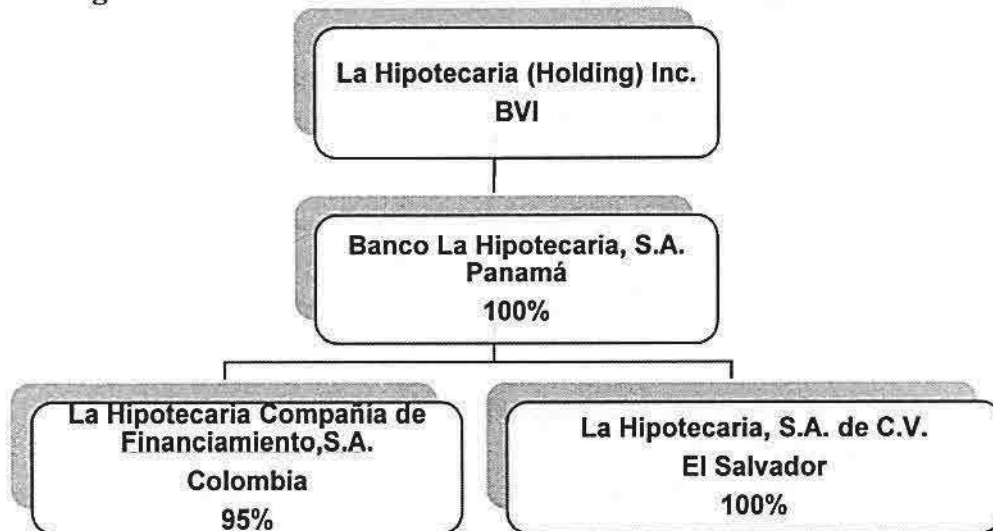 La Hipotecaria (Holding) Inc.
BVI
Banco La Hipotecaria, S.A.
Panamá
100%
La Hipotecaria Compañía de
Financiamiento,S.A.
Colombia
95%
La Hipotecaria, S.A. de C.V.
El Salvador
100%